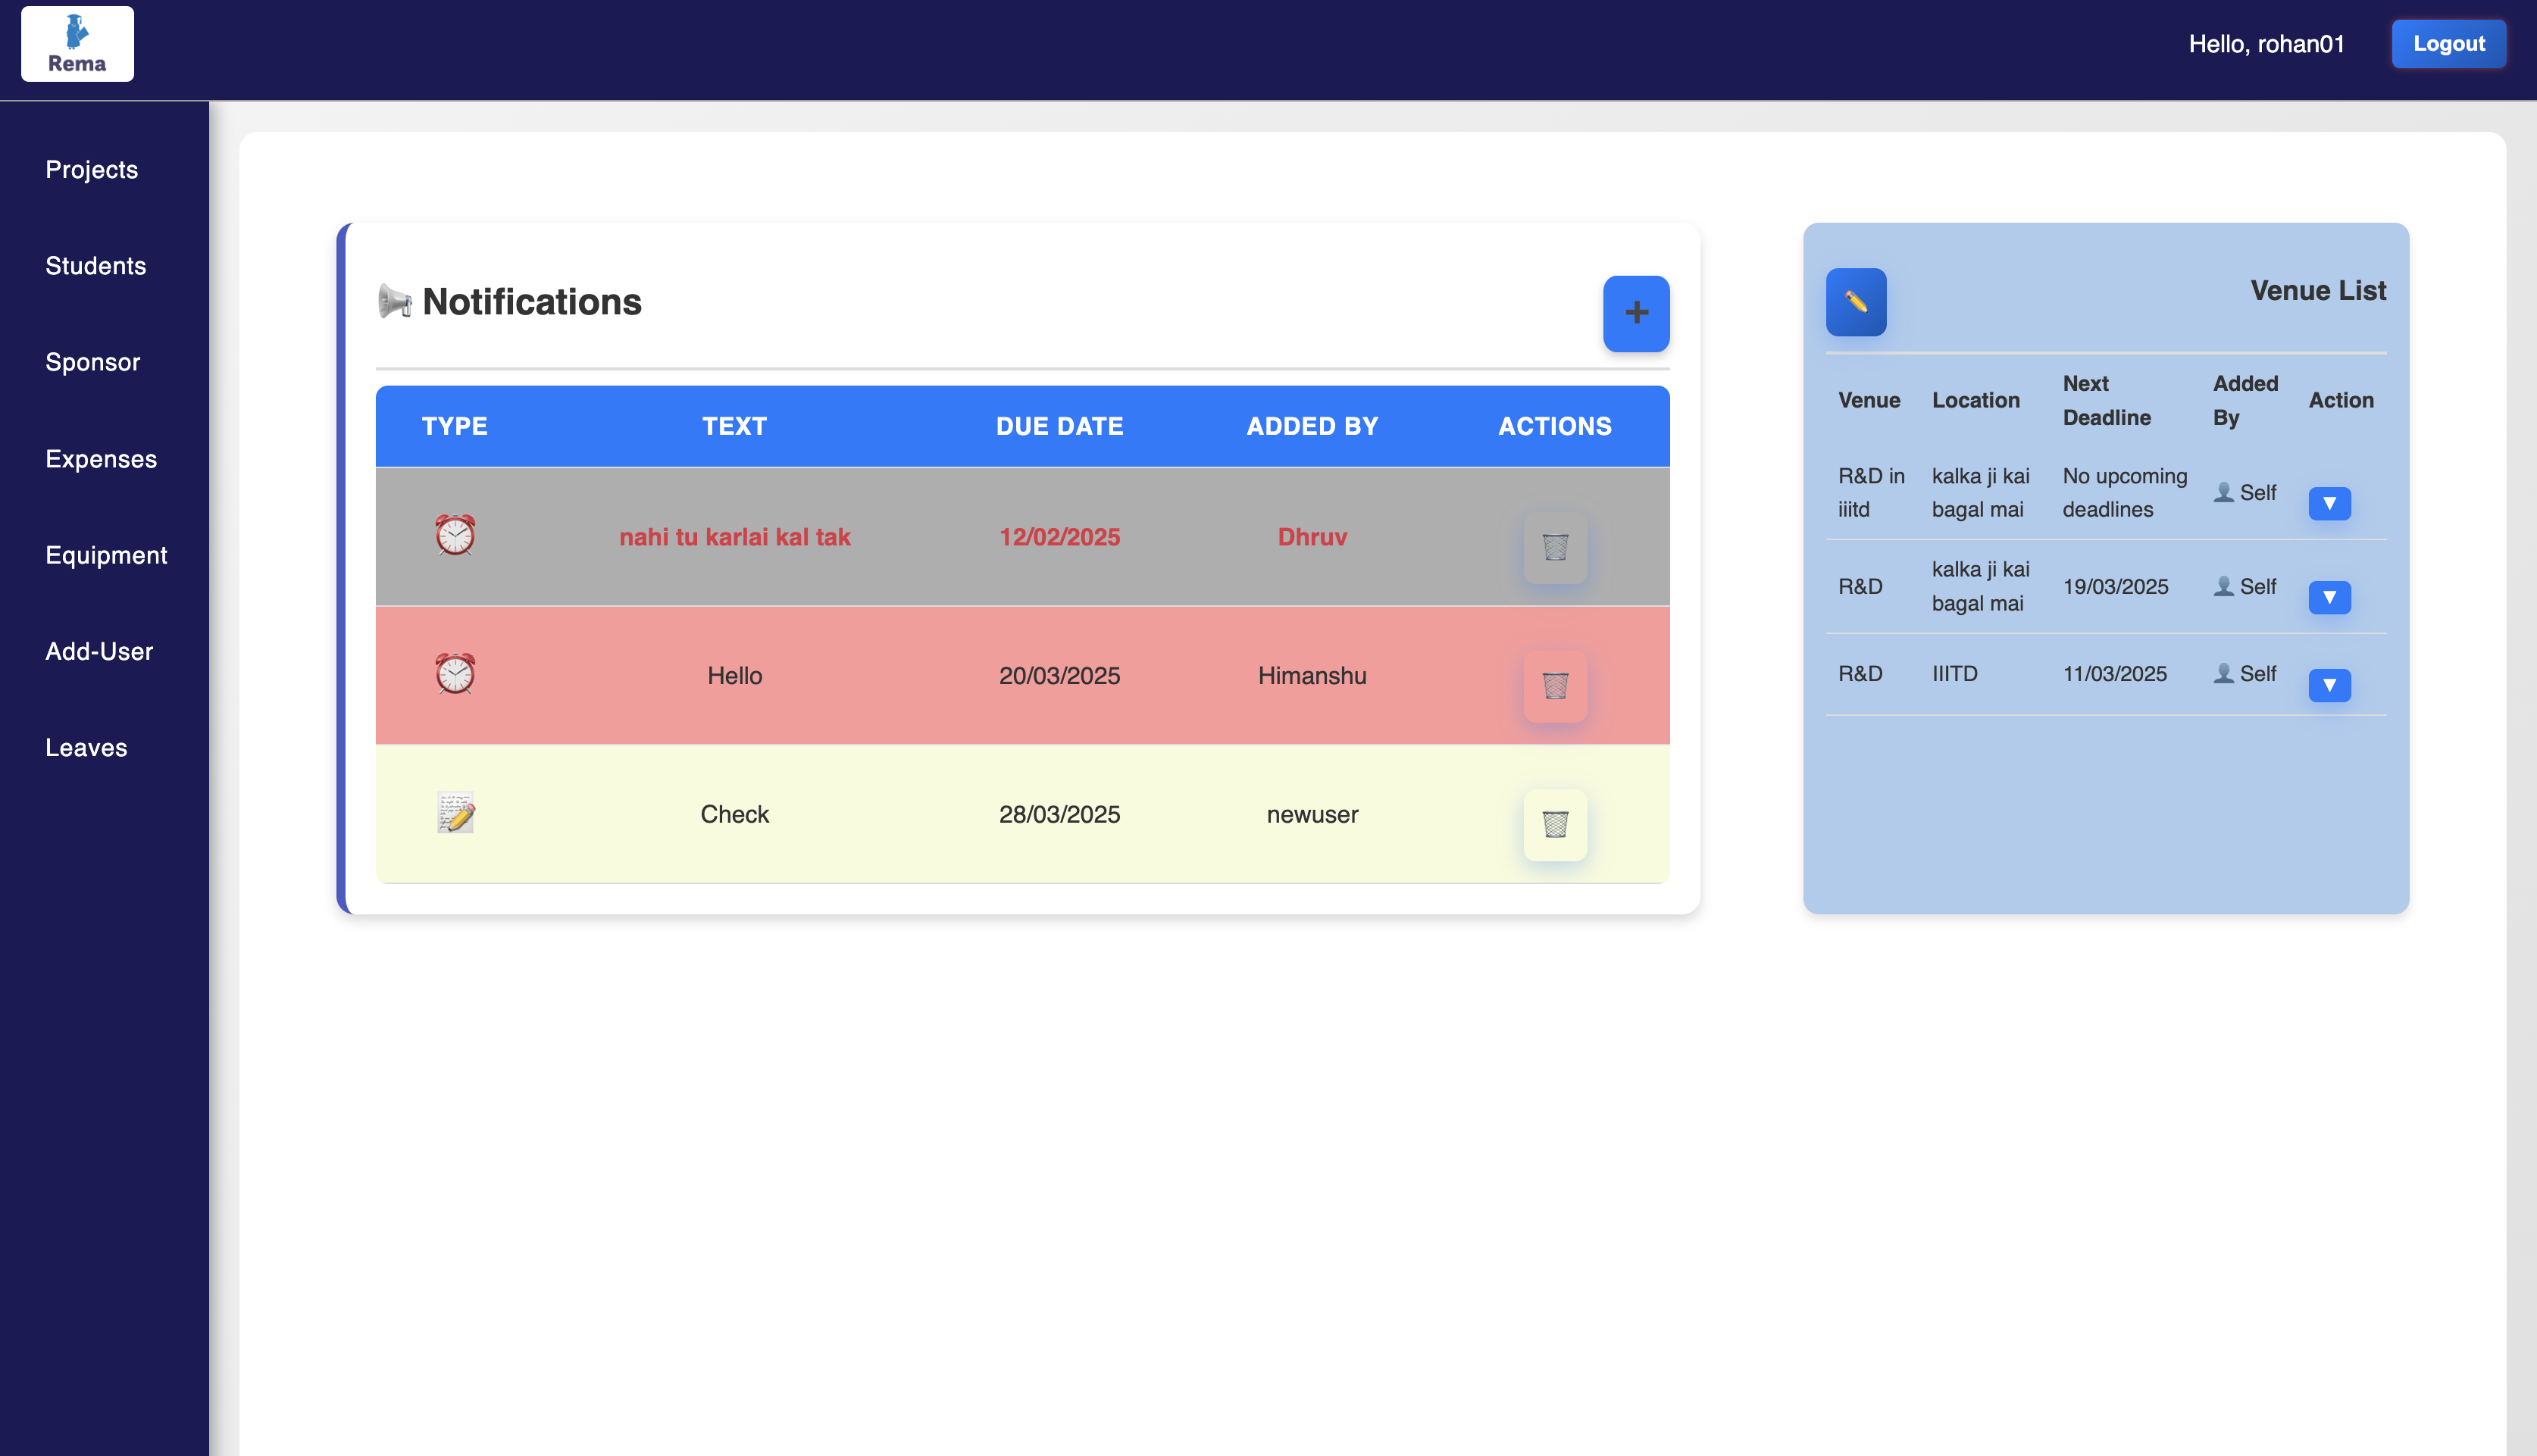 Rema
Hello, rohan01
Logout
Projects
Students
Sponsor
Expenses
Equipment
Add-User
Leaves
Notifications
+
TYPE TEXT DUE DATE ADDED BY ACTIONS
nahi tu karlai kal tak 12/02/2025 Dhruv
Hello 20/03/2025 Himanshu
Check 28/03/2025 newuser
Venue List
Venue Location Next Deadline Added By Action
R&D in iiitd kalka ji kai bagal mai No upcoming deadlines Self
R&D kalka ji kai bagal mai 19/03/2025 Self
R&D IIITD 11/03/2025 Self